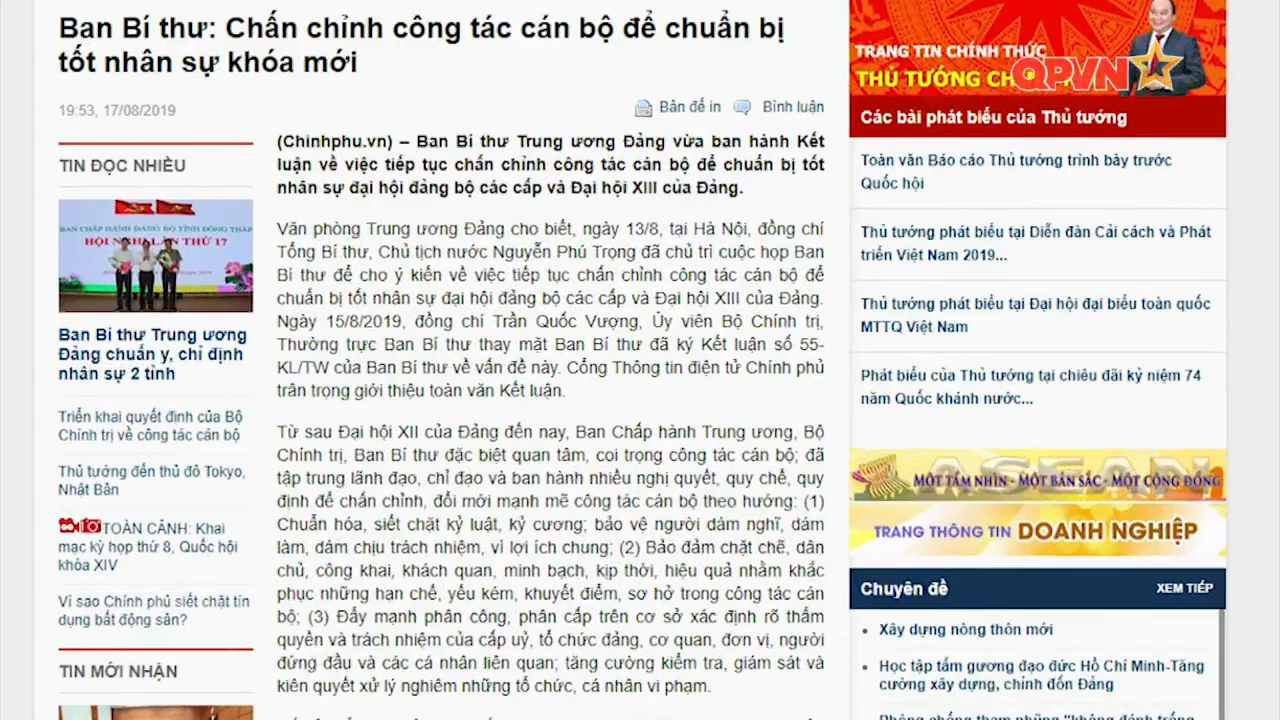 Ban Bí thư: Chấn chỉnh công tác cán bộ để chuẩn bị
tốt nhân sự khóa mới
19:53, 17/08/2019
Bản để in
Bình luận
TIN ĐỌC NHIỀU
BAN CHẤP HÀNH ĐẢNG BỘ TỈNH ĐỒNG THÁP
HỘI NGHỊ LẦN THỨ 17
Ban Bí thư Trung ương
Đảng chuẩn y, chỉ định
nhân sự 2 tỉnh
Triển khai quyết định của Bộ
Chính trị về công tác cán bộ
Thủ tướng đến thủ đô Tokyo,
Nhật Bản
TOÀN CẢNH: Khai
mạc kỳ họp thứ 8, Quốc hội
khóa XIV
Vì sao Chính phủ siết chặt tín
dụng bất động sản?
TIN MỚI NHẬN
(Chinhphu.vn) – Ban Bí thư Trung ương Đảng vừa ban hành Kết
luận về việc tiếp tục chấn chỉnh công tác cán bộ để chuẩn bị tốt
nhân sự đại hội đảng bộ các cấp và Đại hội XIII của Đảng.
Văn phòng Trung ương Đảng cho biết, ngày 13/8, tại Hà Nội, đồng chí
Tổng Bí thư, Chủ tịch nước Nguyễn Phú Trọng đã chủ trì cuộc họp Ban
Bí thư để cho ý kiến về việc tiếp tục chấn chỉnh công tác cán bộ để
chuẩn bị tốt nhân sự đại hội đảng bộ các cấp và Đại hội XIII của Đảng.
Ngày 15/8/2019, đồng chí Trần Quốc Vượng, Ủy viên Bộ Chính trị,
Thường trực Ban Bí thư thay mặt Ban Bí thư đã ký Kết luận số 55-
KL/TW của Ban Bí thư về vấn đề này. Cổng Thông tin điện tử Chính phủ
trân trọng giới thiệu toàn văn Kết luận.
Từ sau Đại hội XII của Đảng đến nay, Ban Chấp hành Trung ương, Bộ
Chính trị, Ban Bí thư đặc biệt quan tâm, coi trọng công tác cán bộ; đã
tập trung lãnh đạo, chỉ đạo và ban hành nhiều nghị quyết, quy chế, quy
định để chấn chỉnh, đổi mới mạnh mẽ công tác cán bộ theo hướng: (1)
Chuẩn hóa, siết chặt kỷ luật, kỷ cương; bảo vệ người dám nghĩ, dám
làm, dám chịu trách nhiệm, vì lợi ích chung; (2) Bảo đảm chặt chẽ, dân
chủ, công khai, khách quan, minh bạch, kịp thời, hiệu quả nhằm khắc
phục những hạn chế, yếu kém, khuyết điểm, sơ hở trong công tác cán
bộ; (3) Đẩy mạnh phân công, phân cấp trên cơ sở xác định rõ thẩm
quyền và trách nhiệm của cấp uỷ, tổ chức đảng, cơ quan, đơn vị, người
đứng đầu và các cá nhân liên quan; tăng cường kiểm tra, giám sát và
kiên quyết xử lý nghiêm những tổ chức, cá nhân vi phạm.
TRANG TIN CHÍNH THỨC
THỦ TƯỚNG
QPVN
Các bài phát biểu của Thủ tướng
Toàn văn Báo cáo Thủ tướng trình bày trước
Quốc hội
Thủ tướng phát biểu tại Diễn đàn Cải cách và Phát
triển Việt Nam 2019...
Thủ tướng phát biểu tại Đại hội đại biểu toàn quốc
MTTQ Việt Nam
Phát biểu của Thủ tướng tại chiêu đãi kỷ niệm 74
năm Quốc khánh nước...
ASEAN
MỘT TẦM NHÌN - MỘT BẢN SẮC - MỘT CỘNG ĐỒNG
TRANG THÔNG TIN DOANH NGHIỆP
Chuyên đề
XEM TIẾP
Xây dựng nông thôn mới
Học tập tấm gương đạo đức Hồ Chí Minh-Tăng
cường xây dựng, chỉnh đốn Đảng
Phòng chống tham nhũng "không đánh trống